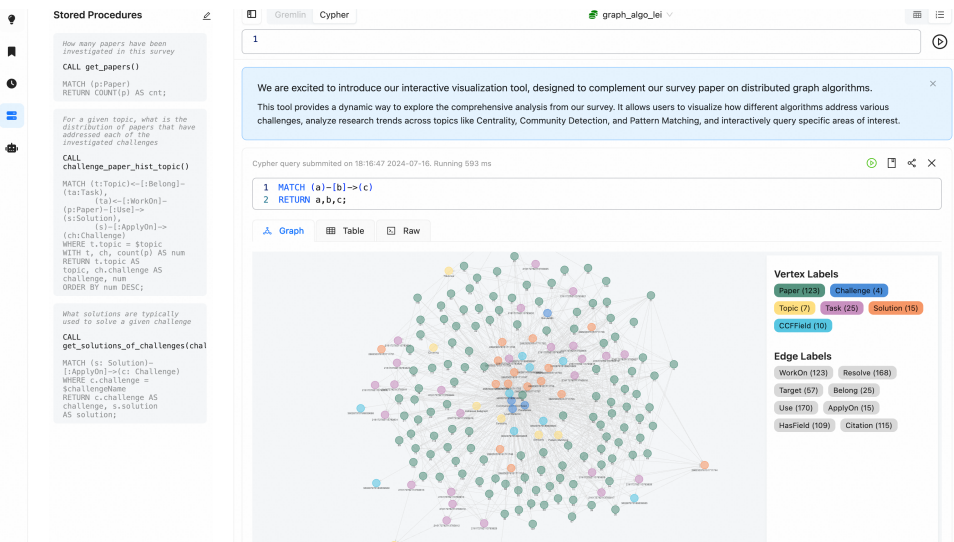 Stored Procedures
How many papers have been
investigated in this survey
CALL get_papers()
MATCH (p:Paper)
RETURN COUNT(p) AS cnt;
For a given topic, what is the
distribution of papers that have
addressed each of the
investigated challenges
CALL
challenge_paper_hist_topic()
MATCH (t:Topic)<-[:Belong]-
(ta:Task),
(ta)<-[:WorkOn]-
(p:Paper)-[:Use]->
(s:Solution),
(s)-[:ApplyOn]->
(ch:Challenge)
WHERE t.topic = $topic
WITH t, ch, count(p) AS num
RETURN t.topic AS
topic, ch.challenge AS
challenge, num
ORDER BY num DESC;
What solutions are typically
used to solve a given challenge
CALL
get_solutions_of_challenges(chal
MATCH (s: Solution)-
[:ApplyOn]->(c: Challenge)
WHERE c.challenge =
$challengeName
RETURN c.challenge AS
challenge, s.solution
AS solution;
Gremlin Cypher
graph_algo_lei
1
We are excited to introduce our interactive visualization tool, designed to complement our survey paper on distributed graph algorithms.
This tool provides a dynamic way to explore the comprehensive analysis from our survey. It allows users to visualize how different algorithms address various
challenges, analyze research trends across topics like Centrality, Community Detection, and Pattern Matching, and interactively query specific areas of interest.
Cypher query submmited on 18:16:47 2024-07-16. Running 593 ms
1 MATCH (a)-[b]->(c)
2 RETURN a,b,c;
Graph Table Raw
Vertex Labels
Paper (123) Challenge (4)
Topic (7) Task (25) Solution (15)
CCFField (10)
Edge Labels
WorkOn (123) Resolve (168)
Target (57) Belong (25)
Use (170) ApplyOn (15)
HasField (109) Citation (115)